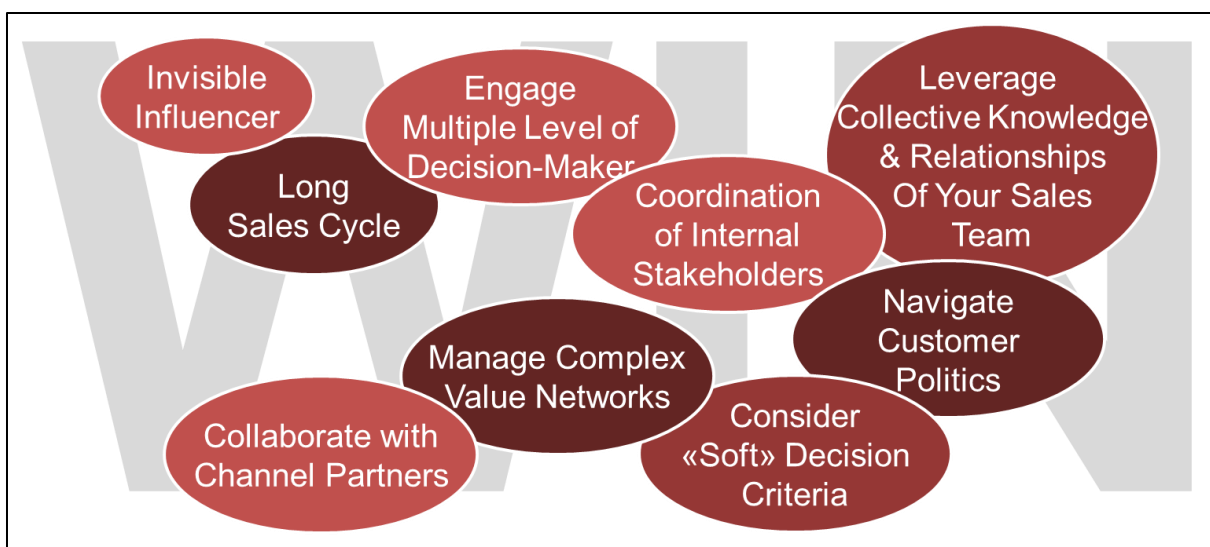 WIN
Invisible
Influencer
Engage
Multiple Level of
Decision-Maker
Leverage
Collective Knowledge
& Relationships
Of Your Sales
Team
Long
Sales Cycle
Coordination
of Internal
Stakeholders
Navigate
Customer
Politics
Manage Complex
Value Networks
Collaborate with
Channel Partners
Consider
«Soft» Decision
Criteria